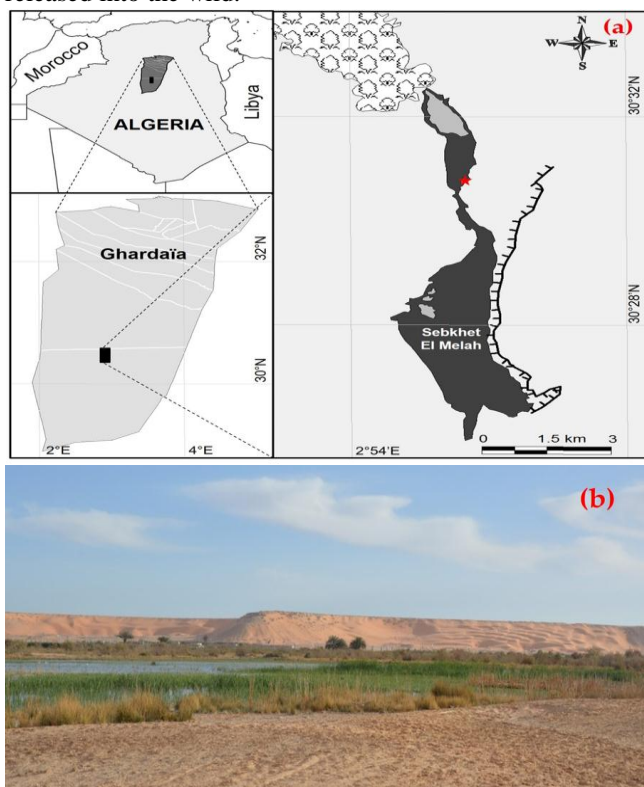 released into the wild.
(a)
Morocco
ALGERIA
Libya
N
W
E
S
30°32'N
Ghardaïa
32°N
30°N
2°E
4°E
30°28'N
Sebkhet
El Melah
2°54'E
0
1.5 km
3
(b)